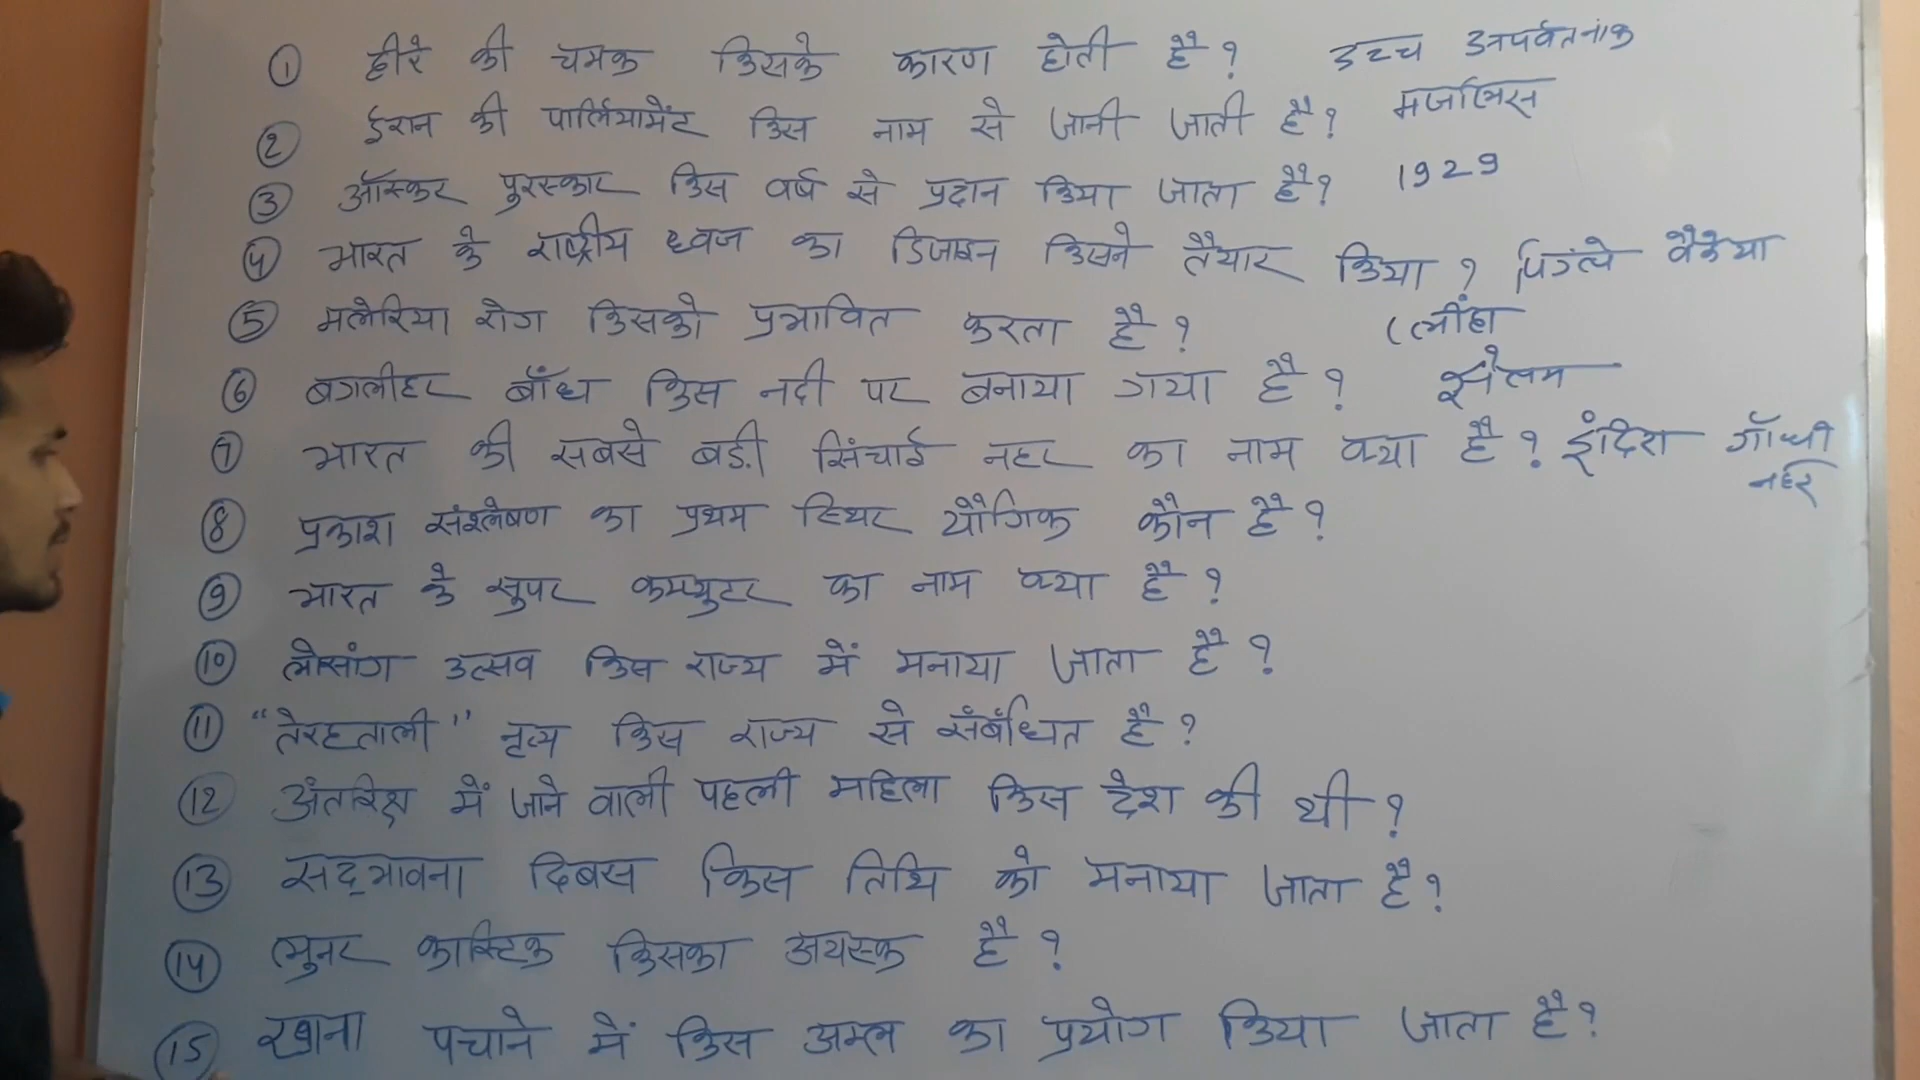 ① हीरे की चमक किसके कारण होती है ? उच्च अपवर्तनांक
② ईरान की पार्लियामेंट किस नाम से जानी जाती है ? मजलिस
③ ऑस्कर पुरस्कार किस वर्ष से प्रदान किया जाता है ? 1929
④ भारत के राष्ट्रीय ध्वज का डिजाइन किसने तैयार किया ? पिंगले वेंकेया
⑤ मलेरिया रोग किसको प्रभावित करता है ? प्लीहा
⑥ बगलीहर बाँध किस नदी पर बनाया गया है ? झेलम
⑦ भारत की सबसे बड़ी सिंचाई नहर का नाम क्या है ? इंदिरा गाँधी
नहर
⑧ प्रकाश संश्लेषण का प्रथम स्थिर यौगिक कौन है ?
⑨ भारत के सुपर कम्प्युटर का नाम क्या है ?
⑩ लोसांग उत्सव किस राज्य में मनाया जाता है ?
⑪ "तेरहताली" नृत्य किस राज्य से संबंधित है ?
⑫ अंतरिक्ष में जाने वाली पहली महिला किस देश की थी ?
⑬ सद्भावना दिवस किस तिथि को मनाया जाता है ?
⑭ लुनर कास्टिक किसका अयस्क है ?
⑮ खाना पचाने में किस अम्ल का प्रयोग किया जाता है ?